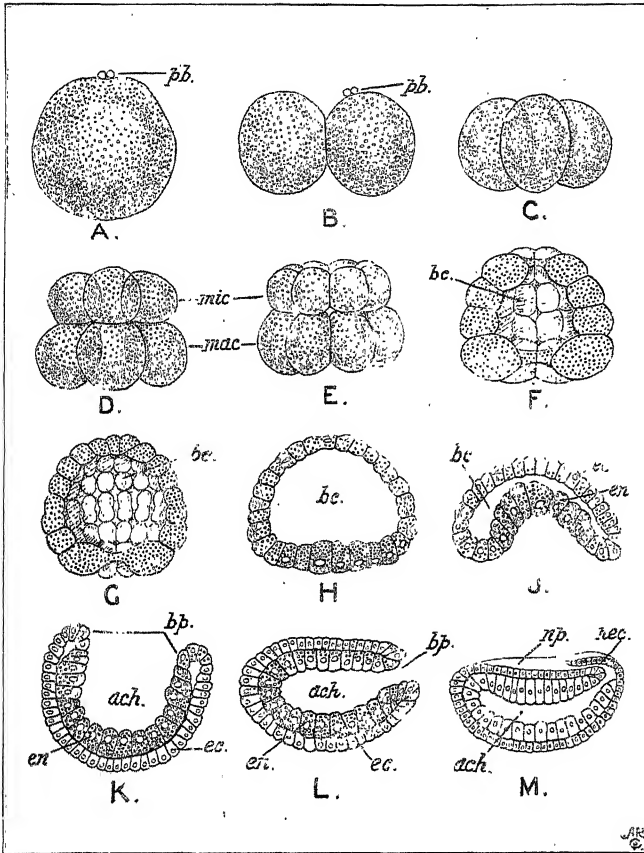 pb.
pb.
A.
B.
C.
mic
mac
bc.
D.
E.
F.
bc.
bc.
bc
ec.
en
G
H
J.
bp.
bp.
np.
nec.
ach.
ach.
ach.
en
ec.
en.
ec.
K.
L.
M.